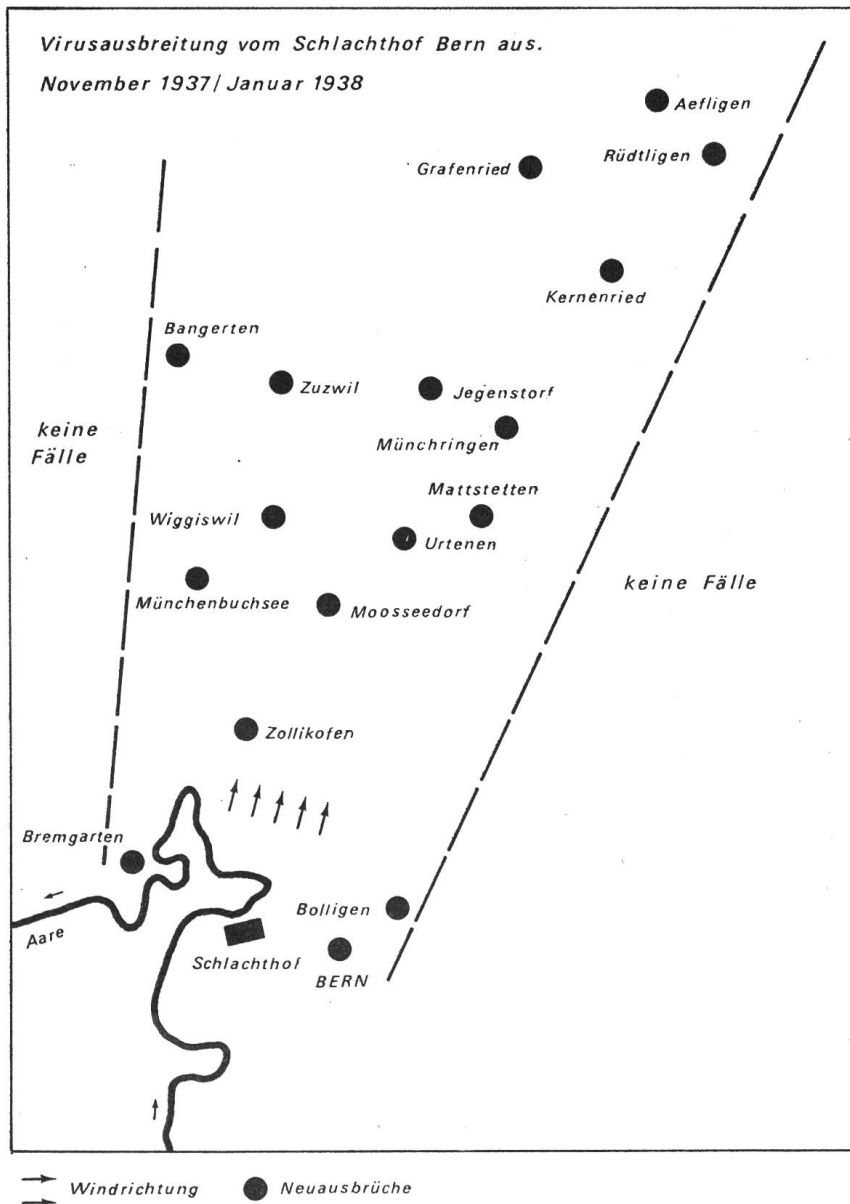 Virusausbreitung vom Schlachthof Bern aus.
November 1937/Januar 1938
Aefligen
Rüdtligen
Grafenried
Kernenried
Bangerten
Zuzwil
Jegenstorf
keine
Fälle
Münchringen
Mattstetten
Wiggiswil
Urtenen
keine Fälle
Münchenbuchsee
Moosseedorf
Zollikofen
Bremgarten
Bolligen
Aare
Schlachthof
BERN
Windrichtung
Neuausbrüche